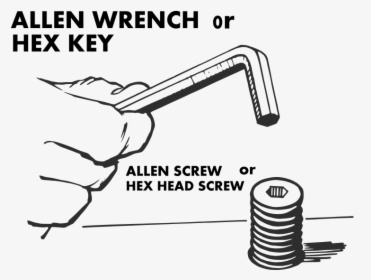 ALLEN WRENCH or
HEX KEY
ALLEN SCREW or
HEX HEAD SCREW